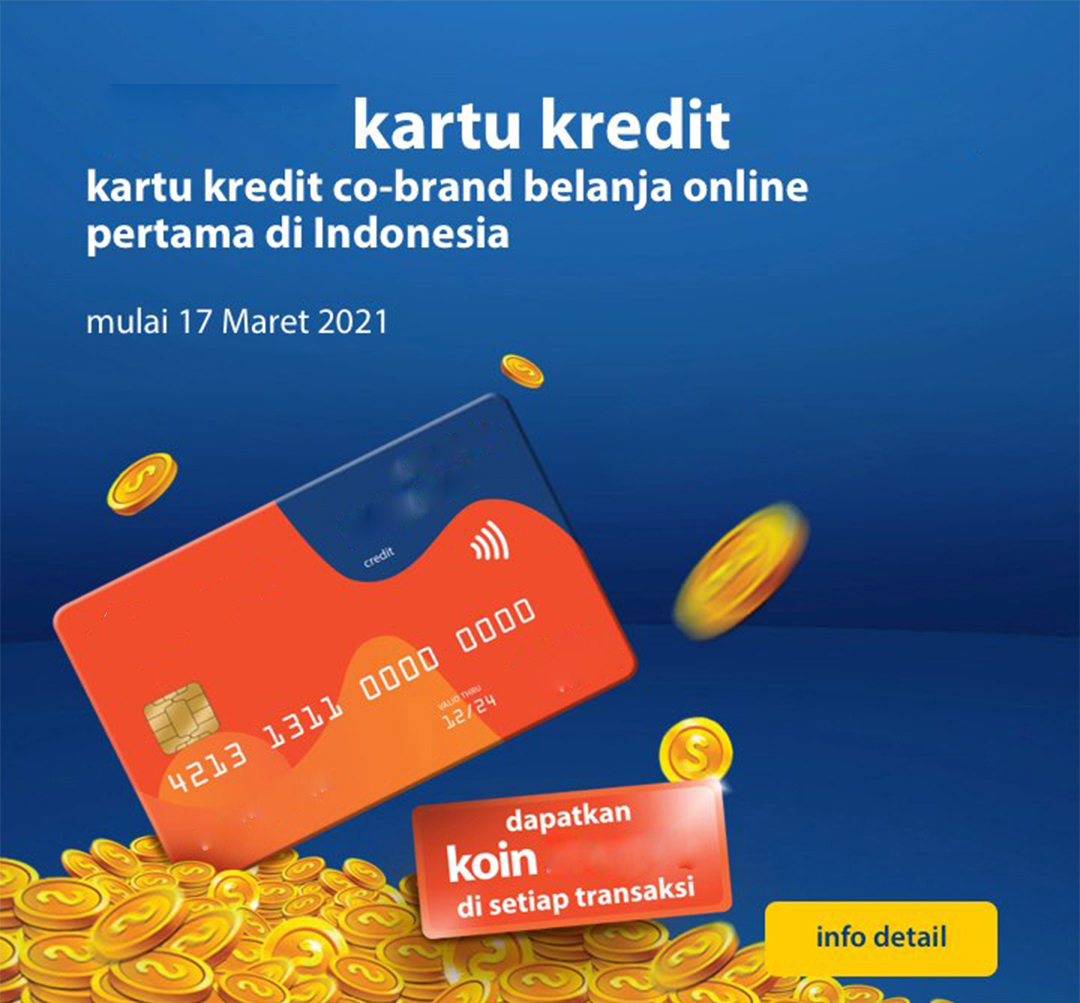 kartu kredit
kartu kredit co-brand belanja online
pertama di Indonesia
mulai 17 Maret 2021
credit
4213 1311 0000 0000
VALID THRU
12/24
dapatkan
koin
di setiap transaksi
info detail